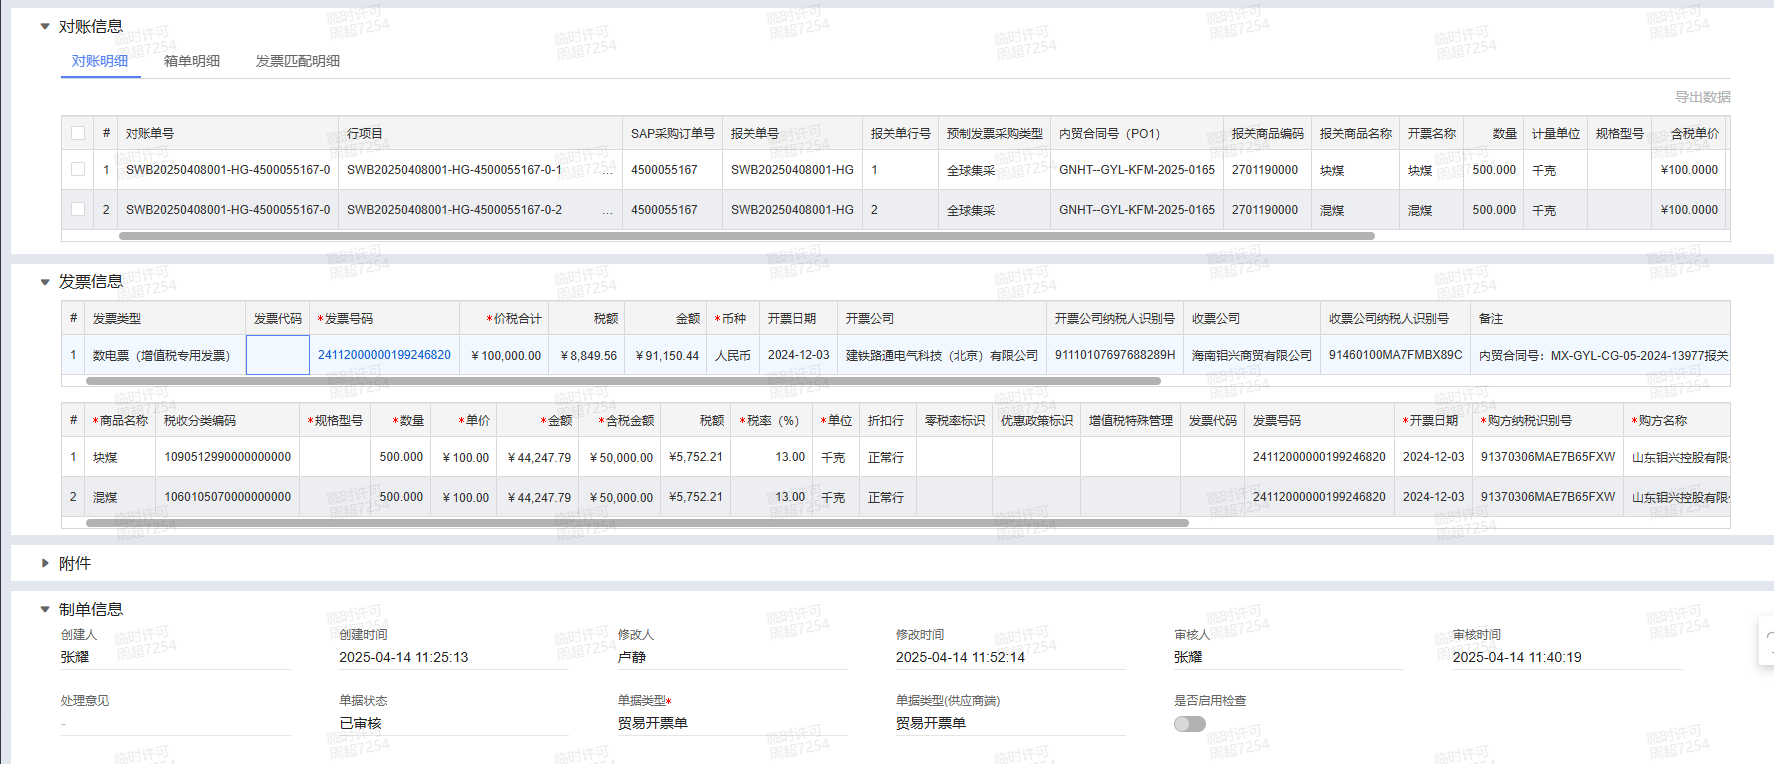 对账信息
对账明细 箱单明细 发票匹配明细
导出数据
# 对账单号 行项目 SAP采购订单号 报关单号 报关单行号 预制发票采购类型 内贸合同号（PO1） 报关商品编码 报关商品名称 开票名称 数量 计量单位 规格型号 含税单价
1 SWB20250408001-HG-4500055167-0 SWB20250408001-HG-4500055167-0-1 ... 4500055167 SWB20250408001-HG 1 全球集采 GNHT--GYL-KFM-2025-0165 2701190000 块煤 块煤 500.000 千克 ¥100.0000
2 SWB20250408001-HG-4500055167-0 SWB20250408001-HG-4500055167-0-2 ... 4500055167 SWB20250408001-HG 2 全球集采 GNHT--GYL-KFM-2025-0165 2701190000 混煤 混煤 500.000 千克 ¥100.0000
发票信息
# 发票类型 发票代码 *发票号码 *价税合计 税额 金额 *币种 开票日期 开票公司 开票公司纳税人识别号 收票公司 收票公司纳税人识别号 备注
1 数电票（增值税专用发票） 24112000000199246820 ¥100,000.00 ¥8,849.56 ¥91,150.44 人民币 2024-12-03 建铁路通电气科技（北京）有限公司 91110107697688289H 海南钼兴商贸有限公司 91460100MA7FMBX89C 内贸合同号：MX-GYL-CG-05-2024-13977报关
# *商品名称 税收分类编码 *规格型号 *数量 *单价 *金额 *含税金额 税额 *税率（%） *单位 折扣行 零税率标识 优惠政策标识 增值税特殊管理 发票代码 发票号码 *开票日期 *购方纳税识别号 *购方名称
1 块煤 1090512990000000000 500.000 ¥100.00 ¥44,247.79 ¥50,000.00 ¥5,752.21 13.00 千克 正常行 24112000000199246820 2024-12-03 91370306MAE7B65FXW 山东钼兴控股有限
2 混煤 1060105070000000000 500.000 ¥100.00 ¥44,247.79 ¥50,000.00 ¥5,752.21 13.00 千克 正常行 24112000000199246820 2024-12-03 91370306MAE7B65FXW 山东钼兴控股有限
附件
制单信息
创建人 创建时间 修改人 修改时间 审核人 审核时间
张耀 2025-04-14 11:25:13 卢静 2025-04-14 11:52:14 张耀 2025-04-14 11:40:19
处理意见 单据状态 单据类型* 单据类型(供应商端) 是否启用检查
- 已审核 贸易开票单 贸易开票单
临时许可
周超7254